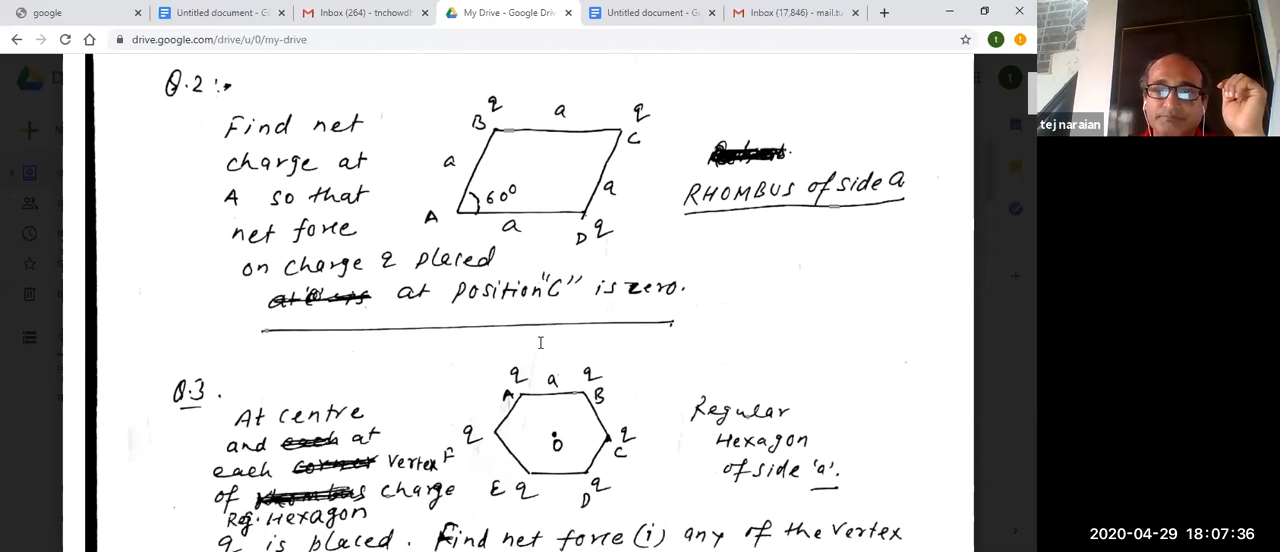 google
Untitled document - G
Inbox (264) - tnchowdh
My Drive - Google Driv
Untitled document - G
Inbox (17,846) - mail.tu
drive.google.com/drive/u/0/my-drive
t
tej naraian
Q.2 :-
Find net
charge at
A so that
net force
on charge q placed
at position "C" is zero.
q
B
a
q
C
a
60°
a
A
a
D
q
RHOMBUS of side a
Q.3.
At centre
and each at
each corner vertex
of rhombus charge
Reg. Hexagon
q is placed. Find net force (i) any of the vertex
q
a
q
A
B
q
F
O
q
C
E
q
D
q
Regular
Hexagon
of side 'a'.
2020-04-29 18:07:36